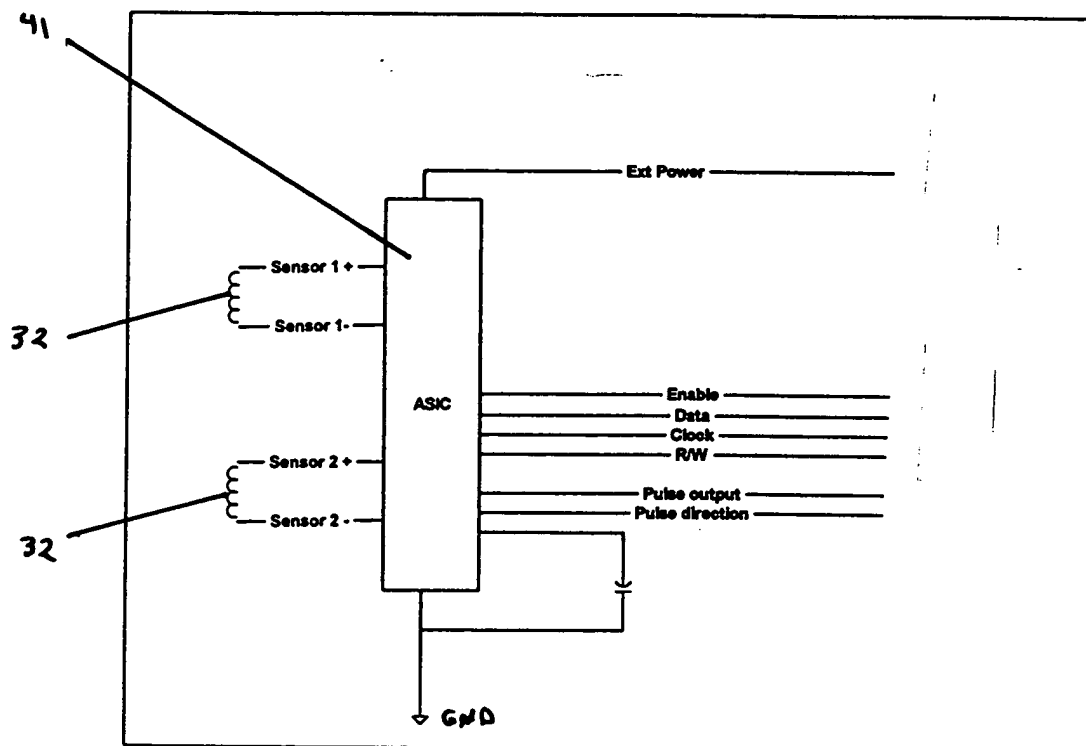 41
Ext Power
Sensor 1 +
32
Sensor 1-
Enable
ASIC
Data
Clock
R/W
Sensor 2 +
Pulse output
Pulse direction
Sensor 2 -
32
GND